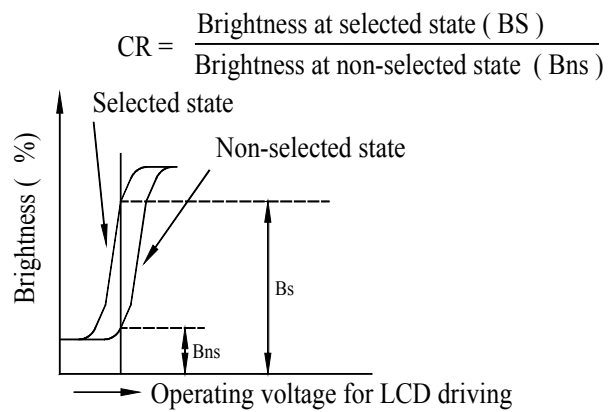 CR = Brightness at selected state ( BS )
Brightness at non-selected state ( Bns )
Selected state
Non-selected state
Brightness ( %)
Bs
Bns
Operating voltage for LCD driving